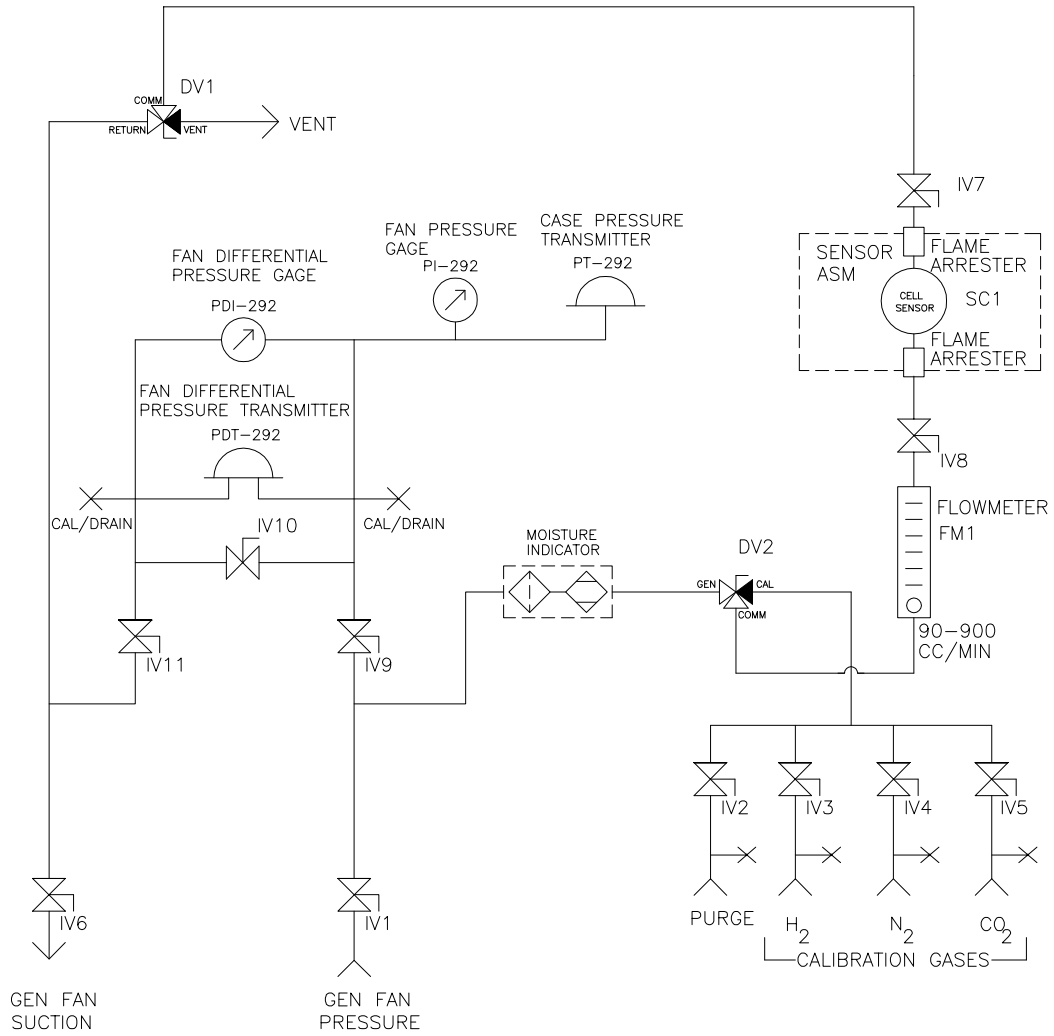 DV1
COMM
RETURN
VENT
VENT
IV7
FAN PRESSURE
GAGE
PI-292
CASE PRESSURE
TRANSMITTER
PT-292
FAN DIFFERENTIAL
PRESSURE GAGE
PDI-292
SENSOR
ASM
FLAME
ARRESTER
CELL
SENSOR
SC1
FLAME
ARRESTER
FAN DIFFERENTIAL
PRESSURE TRANSMITTER
PDT-292
IV8
CAL/DRAIN
CAL/DRAIN
IV10
FLOWMETER
FM1
MOISTURE
INDICATOR
DV2
GEN
CAL
COMM
90-900
CC/MIN
IV11
IV9
IV2
IV3
IV4
IV5
IV6
IV1
PURGE
H2
N2
CO2
CALIBRATION GASES
GEN FAN
SUCTION
GEN FAN
PRESSURE